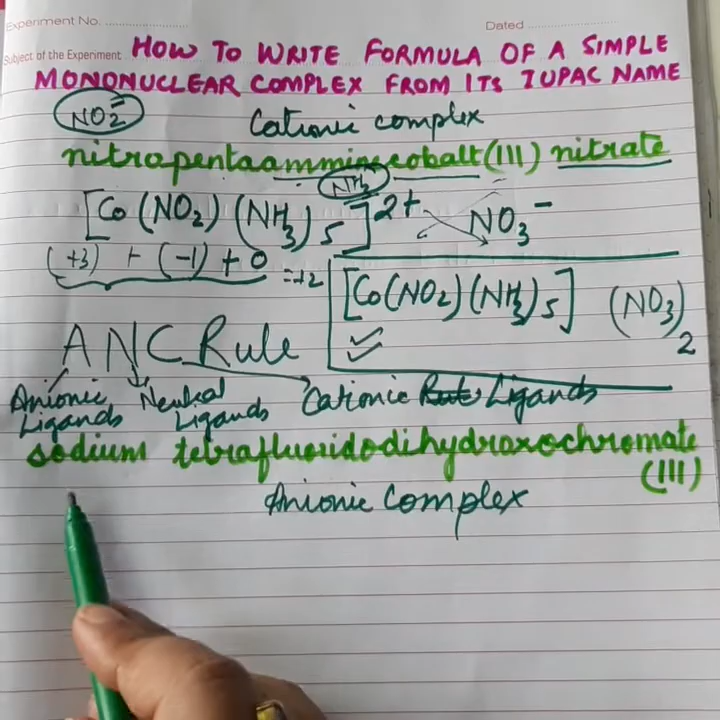 Experiment No.
Dated
Subject of the Experiment HOW TO WRITE FORMULA OF A SIMPLE
MONONUCLEAR COMPLEX FROM ITS IUPAC NAME
NO2⁻ Cationic complex
nitropentaamminecobalt(III) nitrate
NH3
[Co(NO2)(NH3)5]2+ NO3⁻
(+3) + (-1) + 0 = +2
[Co(NO2)(NH3)5] (NO3)2
ANC Rule
Anionic Ligands Neutral Ligands Cationic Ligands
sodium tetrafluoridodihydroxochromate
(III)
Anionic Complex